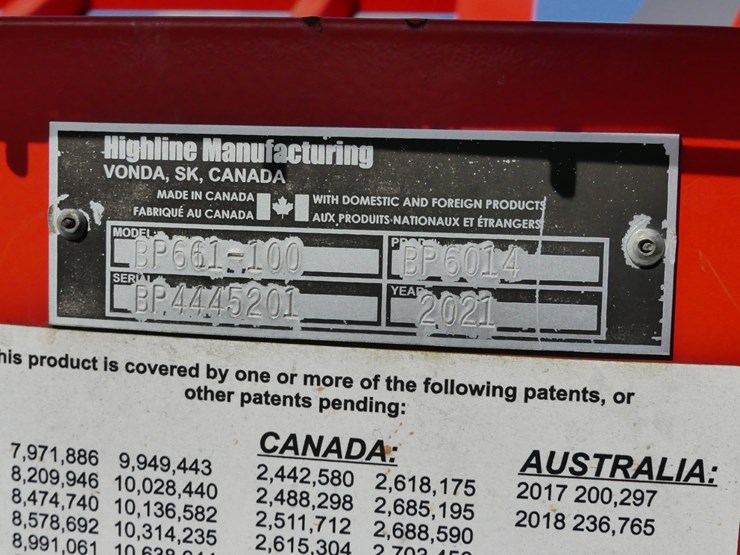 Highline Manufacturing
VONDA, SK, CANADA
MADE IN CANADA WITH DOMESTIC AND FOREIGN PRODUCTS
FABRIQUÉ AU CANADA AUX PRODUITS NATIONAUX ET ÉTRANGERS
MODEL
BP661-100
BP6014
SERIAL
BP.4445201
YEAR
2021
his product is covered by one or more of the following patents, or
other patents pending:
CANADA:
AUSTRALIA:
7,971,886 9,949,443
8,209,946 10,028,440
8,474,740 10,136,582
8,578,692 10,314,235
8,991,061
2,442,580 2,618,175
2,488,298 2,685,195
2,511,712 2,688,590
2,615,304
2017 200,297
2018 236,765